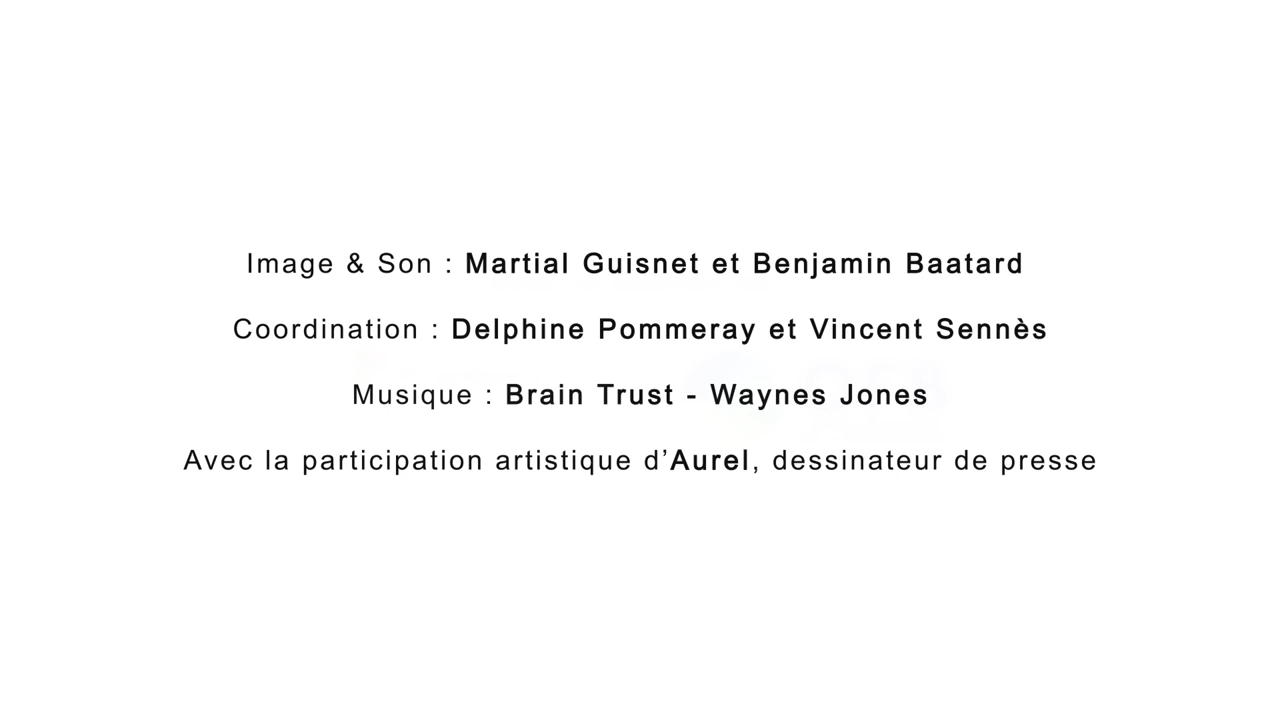 Image & Son : Martial Guisnet et Benjamin Baatard
Coordination : Delphine Pommeray et Vincent Sennès
Musique : Brain Trust - Waynes Jones
Avec la participation artistique d’Aurel, dessinateur de presse